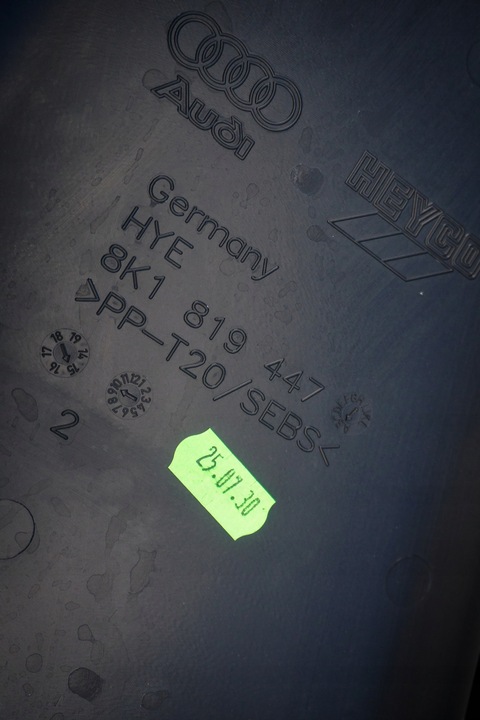 Audi
HEYCO
Germany
HYE
8K1 819 447
>PP-T20/SEBS<
2
25.07.30